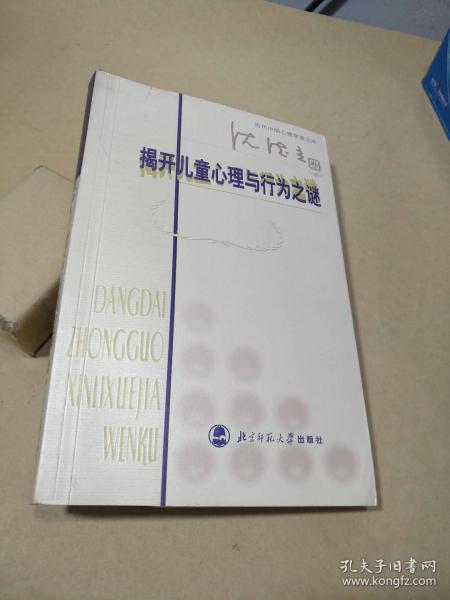 当代中国心理学家文库
沈德立
揭开儿童心理与行为之谜
DANGDAI
ZHONGGUO
XINLIXUEJIA
WENKU
北京师范大学出版社
孔夫子旧书网
www.kongfz.com